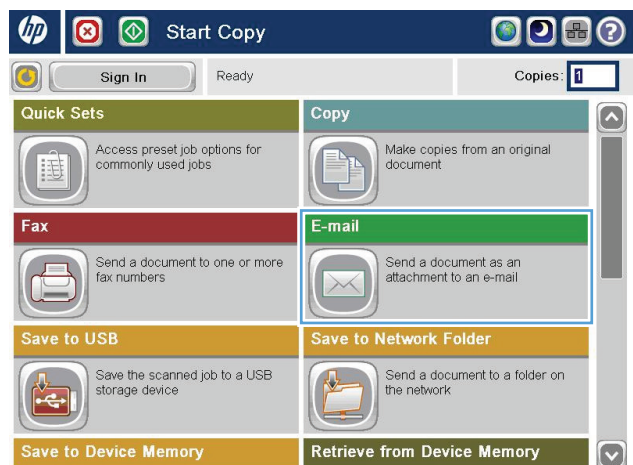 hp Start Copy ?
Sign In Ready Copies: 1
Quick Sets Copy
Access preset job options for Make copies from an original
commonly used jobs document
Fax E-mail
Send a document to one or more Send a document as an
fax numbers attachment to an e-mail
Save to USB Save to Network Folder
Save the scanned job to a USB Send a document to a folder on
storage device the network
Save to Device Memory Retrieve from Device Memory